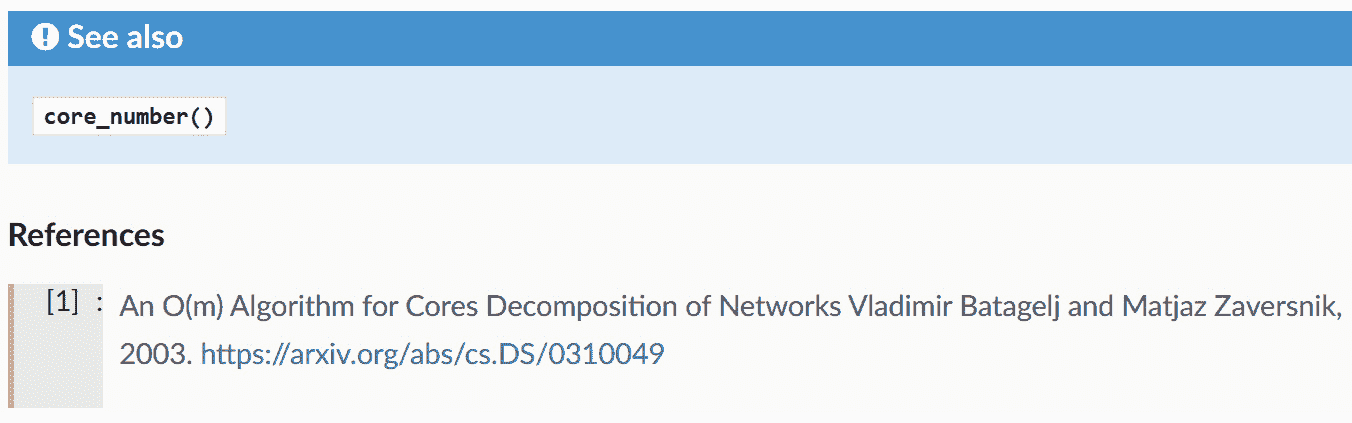 See also
core_number()
References
[1] : An O(m) Algorithm for Cores Decomposition of Networks Vladimir Batagelj and Matjaz Zaversnik,
2003. https://arxiv.org/abs/cs.DS/0310049